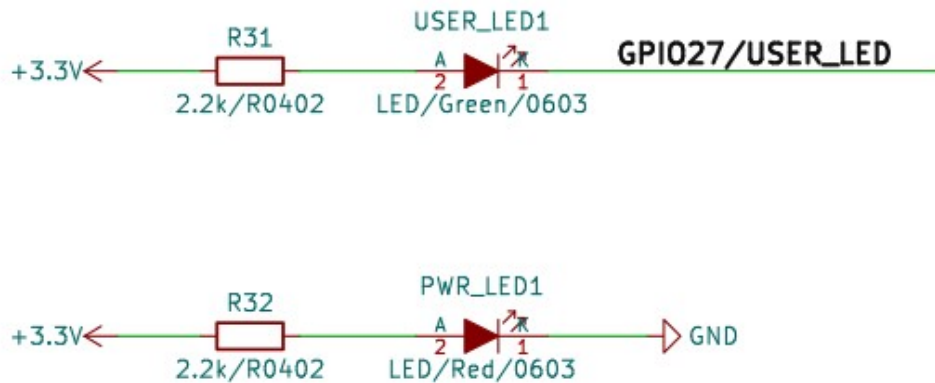 USER_LED1
R31
GPIO27/USER_LED
+3.3V
A
K
2
1
2.2k/R0402
LED/Green/0603
PWR_LED1
R32
+3.3V
A
K
GND
2
1
2.2k/R0402
LED/Red/0603